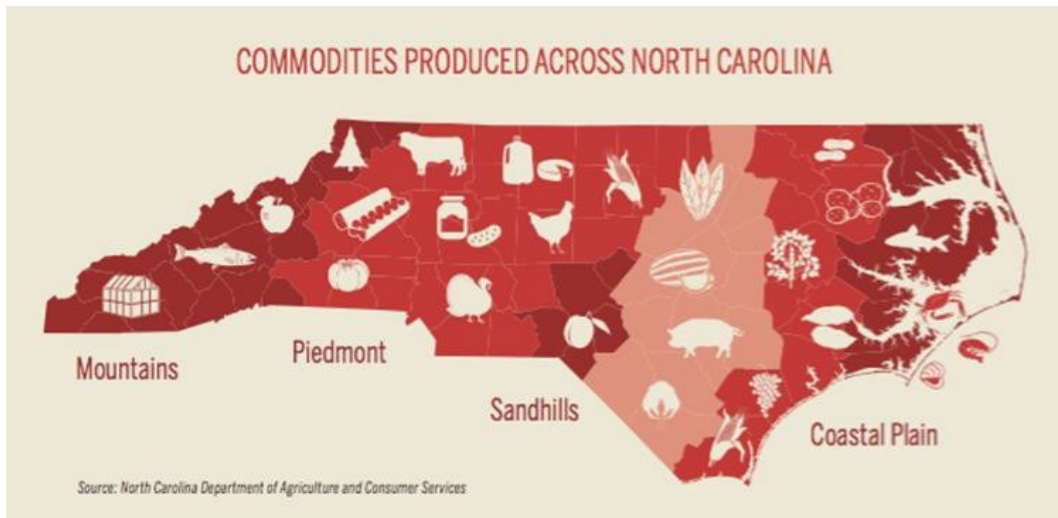 COMMODITIES PRODUCED ACROSS NORTH CAROLINA
Mountains
Piedmont
Sandhills
Coastal Plain
Source: North Carolina Department of Agriculture and Consumer Services